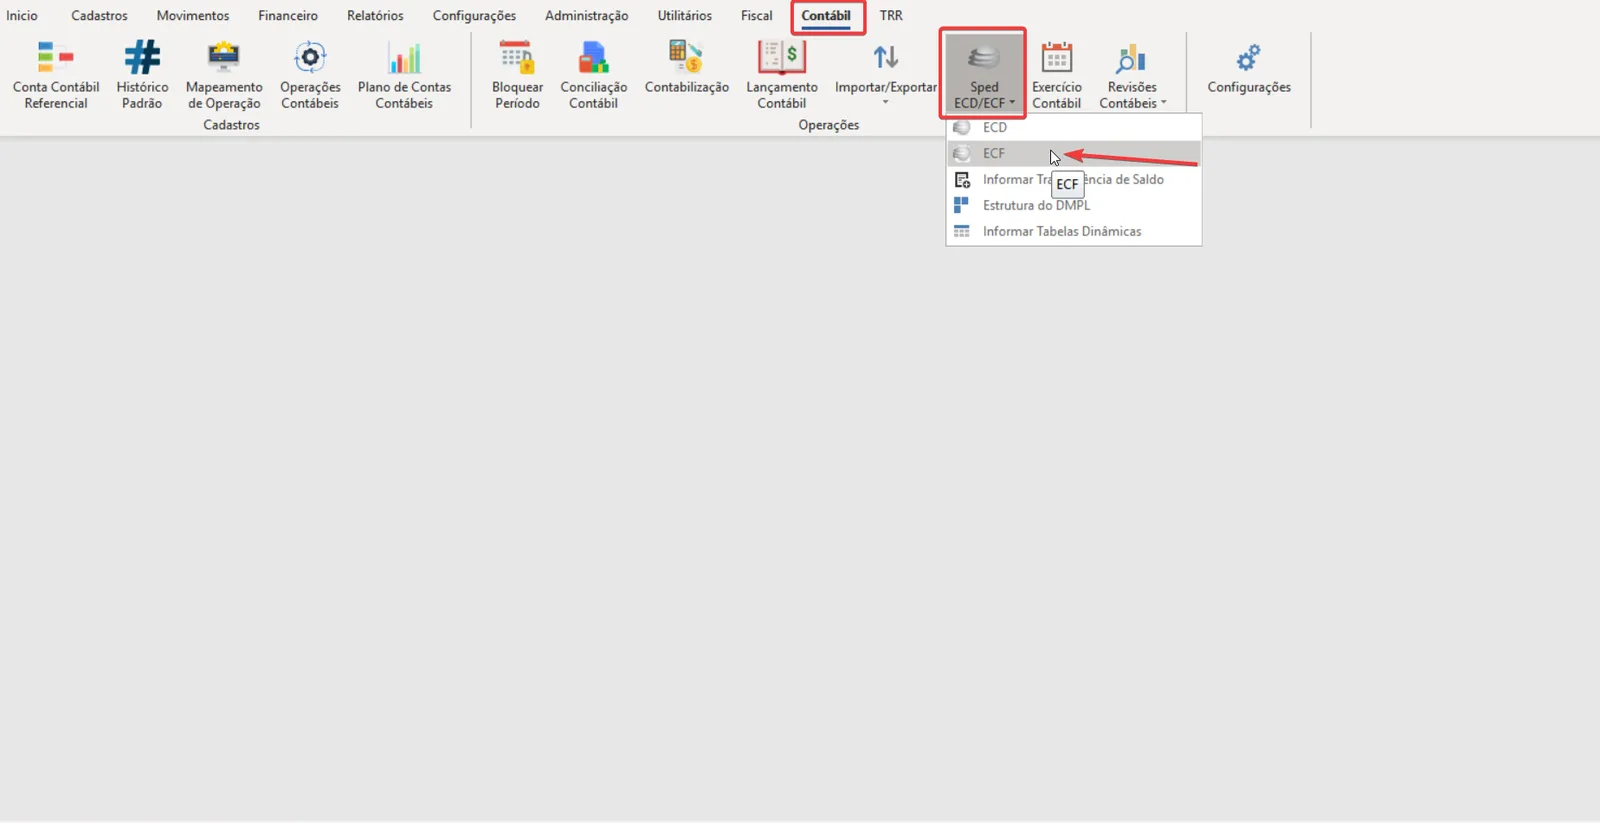 Inicio Cadastros Movimentos Financeiro Relatórios Configurações Administração Utilitários Fiscal Contábil TRR
Conta Contábil
Referencial
Histórico
Padrão
Mapeamento
de Operação
Operações
Contábeis
Plano de Contas
Contábeis
Cadastros
Bloquear
Período
Conciliação
Contábil
Contabilização
Lançamento
Contábil
Importar/Exportar
Sped
ECD/ECF
Exercício
Contábil
Revisões
Contábeis
Operações
Configurações
ECD
ECF
ECF
Informar Tra ência de Saldo
Estrutura do DMPL
Informar Tabelas Dinâmicas